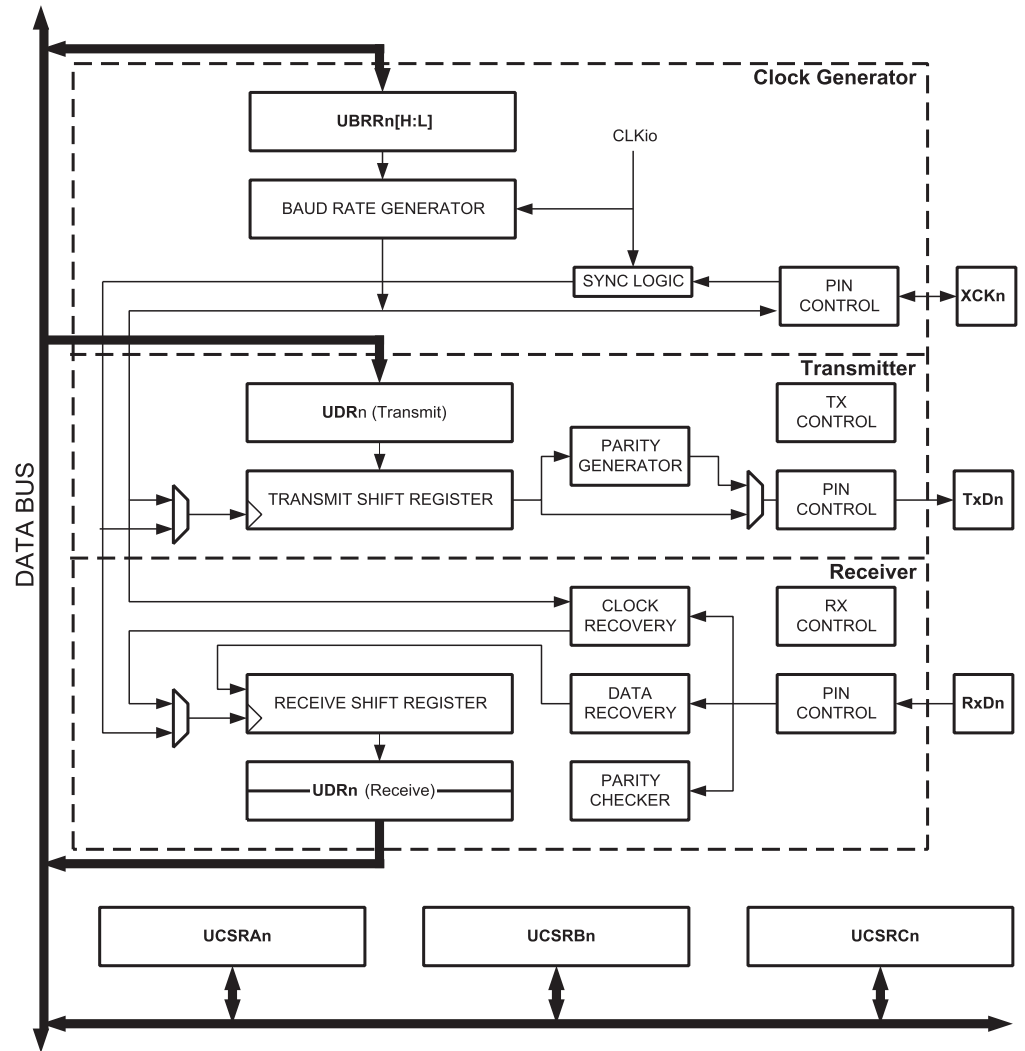 Clock Generator
UBRRn[H:L]
CLKio
BAUD RATE GENERATOR
SYNC LOGIC
PIN
CONTROL
XCKn
Transmitter
TX
CONTROL
UDRn (Transmit)
PARITY
GENERATOR
TRANSMIT SHIFT REGISTER
PIN
CONTROL
TxDn
DATA BUS
Receiver
CLOCK
RECOVERY
RX
CONTROL
RECEIVE SHIFT REGISTER
DATA
RECOVERY
PIN
CONTROL
RxDn
UDRn (Receive)
PARITY
CHECKER
UCSRAn
UCSRBn
UCSRCn